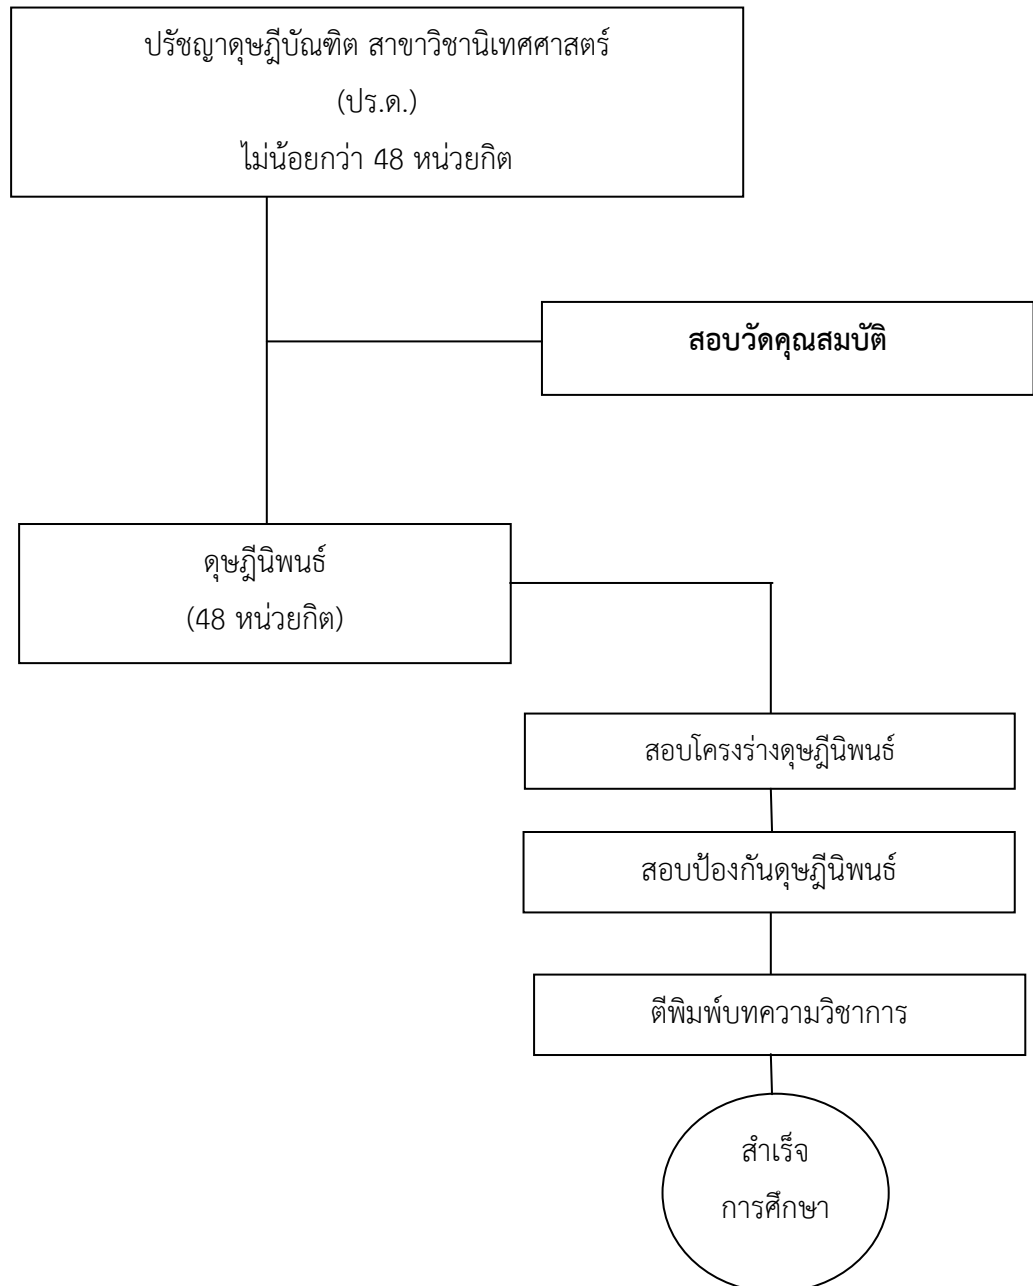 ปรัชญาดุษฎีบัณฑิต สาขาวิชานิเทศศาสตร์
(ปร.ด.)
ไม่น้อยกว่า 48 หน่วยกิต
สอบวัดคุณสมบัติ
ดุษฎีนิพนธ์
(48 หน่วยกิต)
สอบโครงร่างดุษฎีนิพนธ์
สอบป้องกันดุษฎีนิพนธ์
ตีพิมพ์บทความวิชาการ
สำเร็จ
การศึกษา